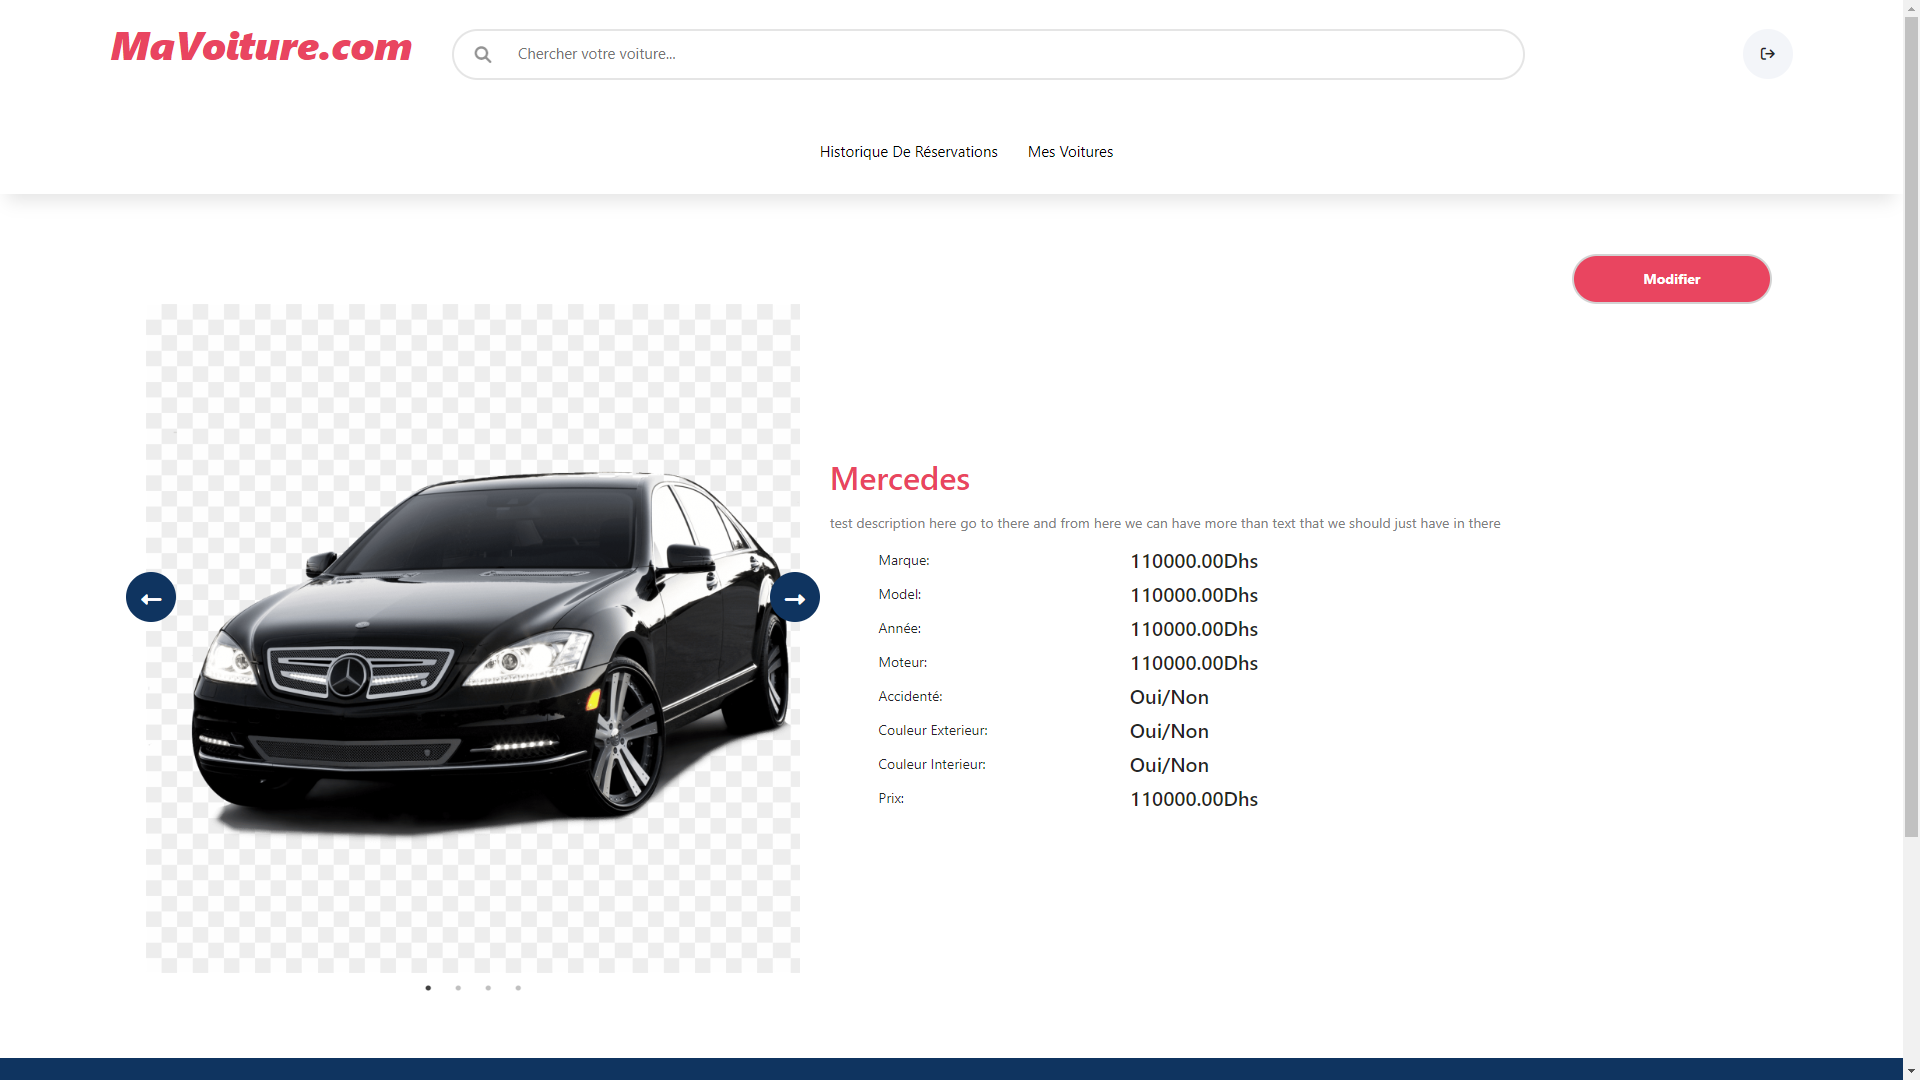 MaVoiture.com
Chercher votre voiture...
Historique De Réservations Mes Voitures
Modifier
Mercedes
test description here go to there and from here we can have more than text that we should just have in there
Marque: 110000.00Dhs
Model: 110000.00Dhs
Année: 110000.00Dhs
Moteur: 110000.00Dhs
Accidenté: Oui/Non
Couleur Exterieur: Oui/Non
Couleur Interieur: Oui/Non
Prix: 110000.00Dhs